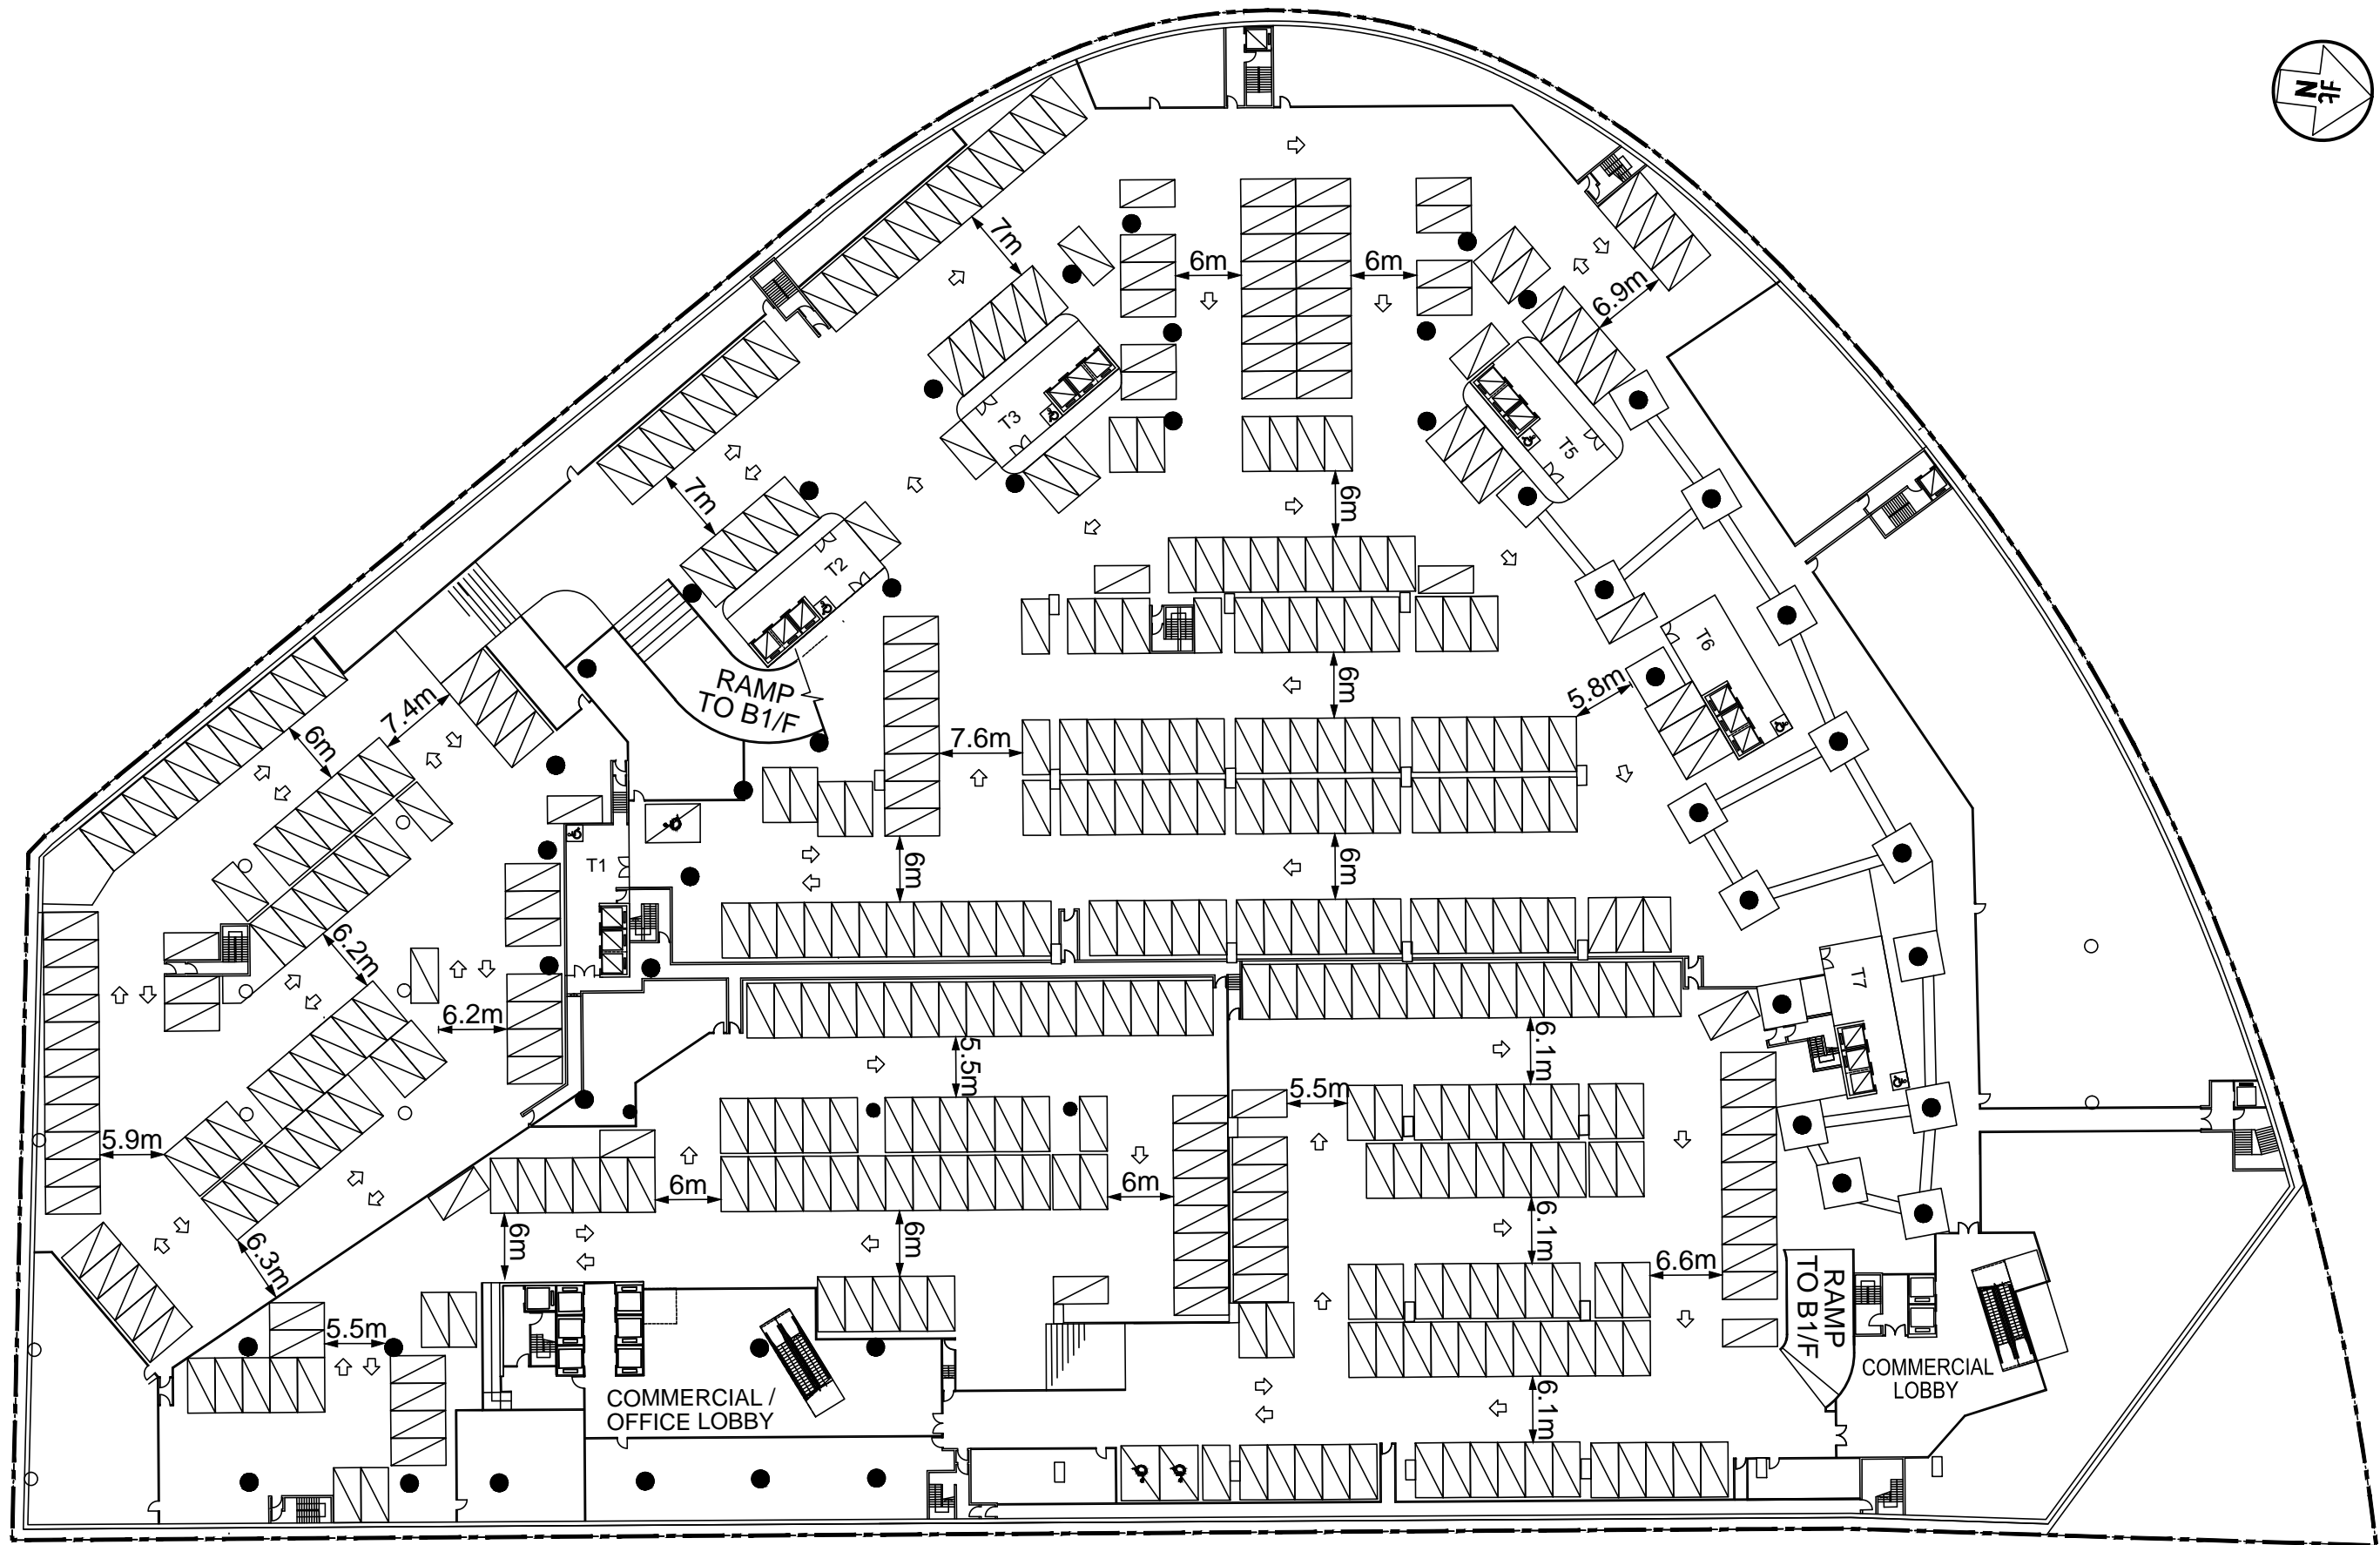 N
北
7m
6m
6m
6.9m
T3
T5
7m
6m
T2
T6
RAMP
TO B1/F
6m
5.8m
7.4m
6m
7.6m
T1
6m
6m
6.2m
6.2m
T7
5.5m
6.1m
5.5m
5.9m
6m
6m
6m
6m
6.1m
6.3m
6.6m
RAMP
TO B1/F
5.5m
COMMERCIAL /
OFFICE LOBBY
COMMERCIAL
LOBBY
6.1m